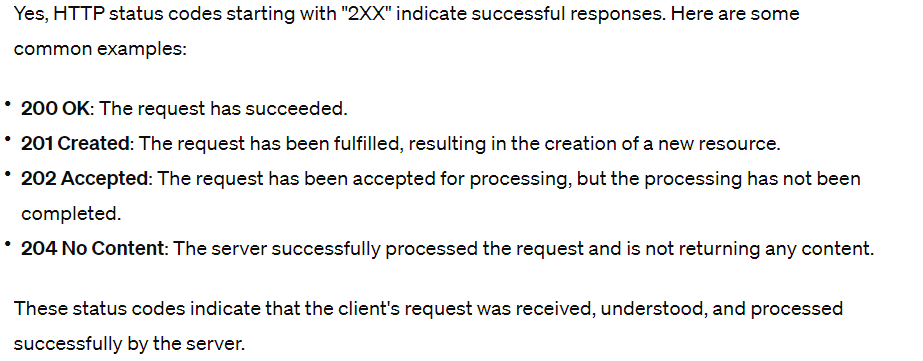 Yes, HTTP status codes starting with "2XX" indicate successful responses. Here are some
common examples:
• 200 OK: The request has succeeded.
• 201 Created: The request has been fulfilled, resulting in the creation of a new resource.
• 202 Accepted: The request has been accepted for processing, but the processing has not been
completed.
• 204 No Content: The server successfully processed the request and is not returning any content.
These status codes indicate that the client's request was received, understood, and processed
successfully by the server.